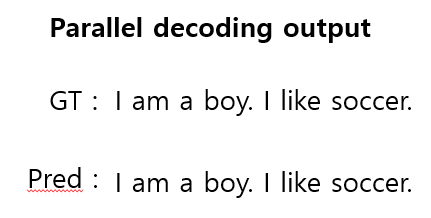 Parallel decoding output
GT : I am a boy. I like soccer.
Pred : I am a boy. I like soccer.